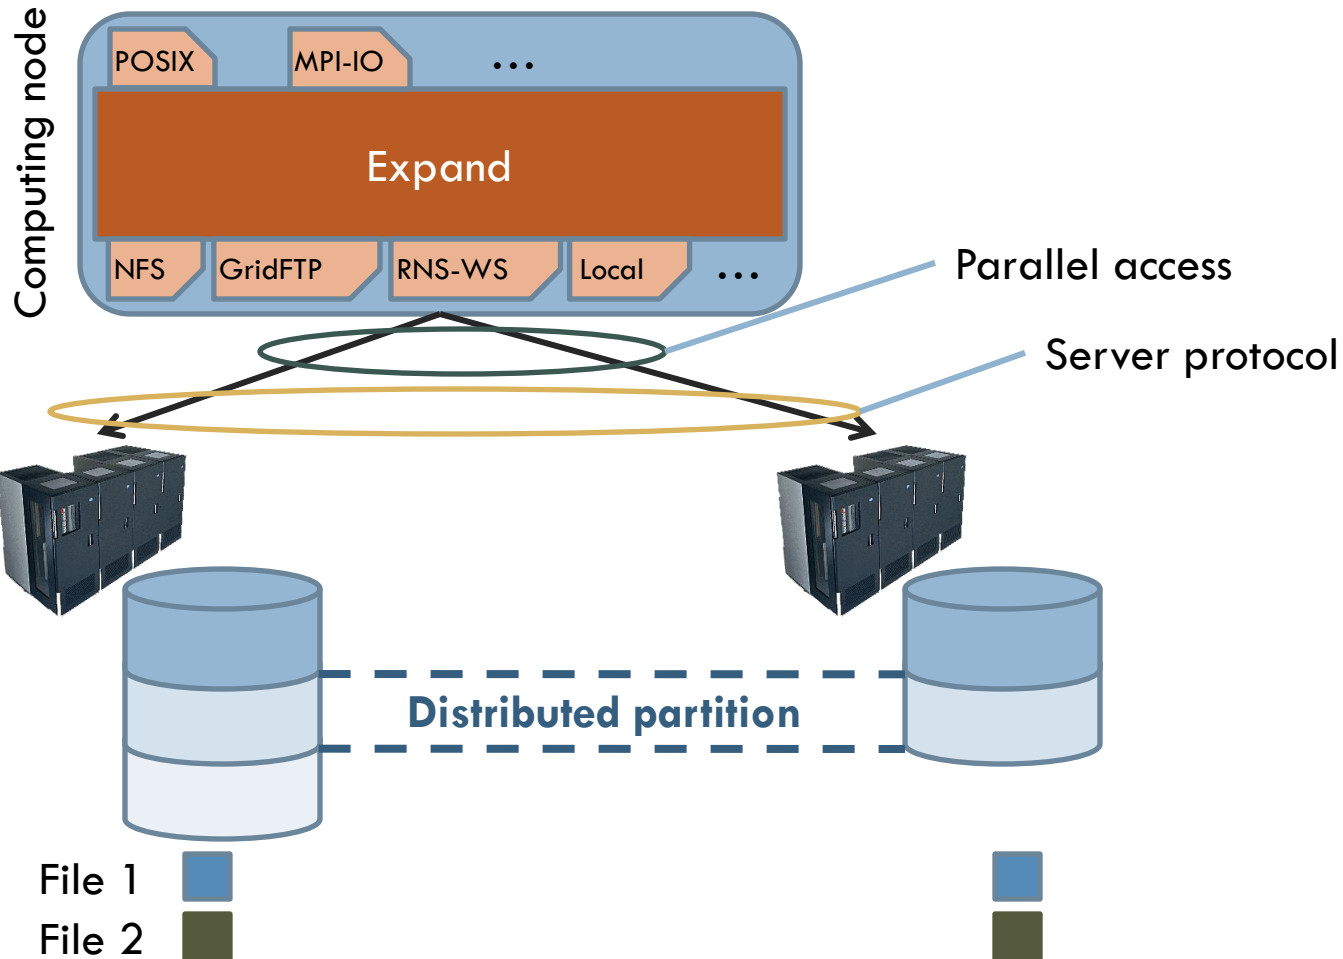 Computing node
POSIX
MPI-IO
...
Expand
NFS
GridFTP
RNS-WS
Local
...
Parallel access
Server protocol
Distributed partition
File 1
File 2